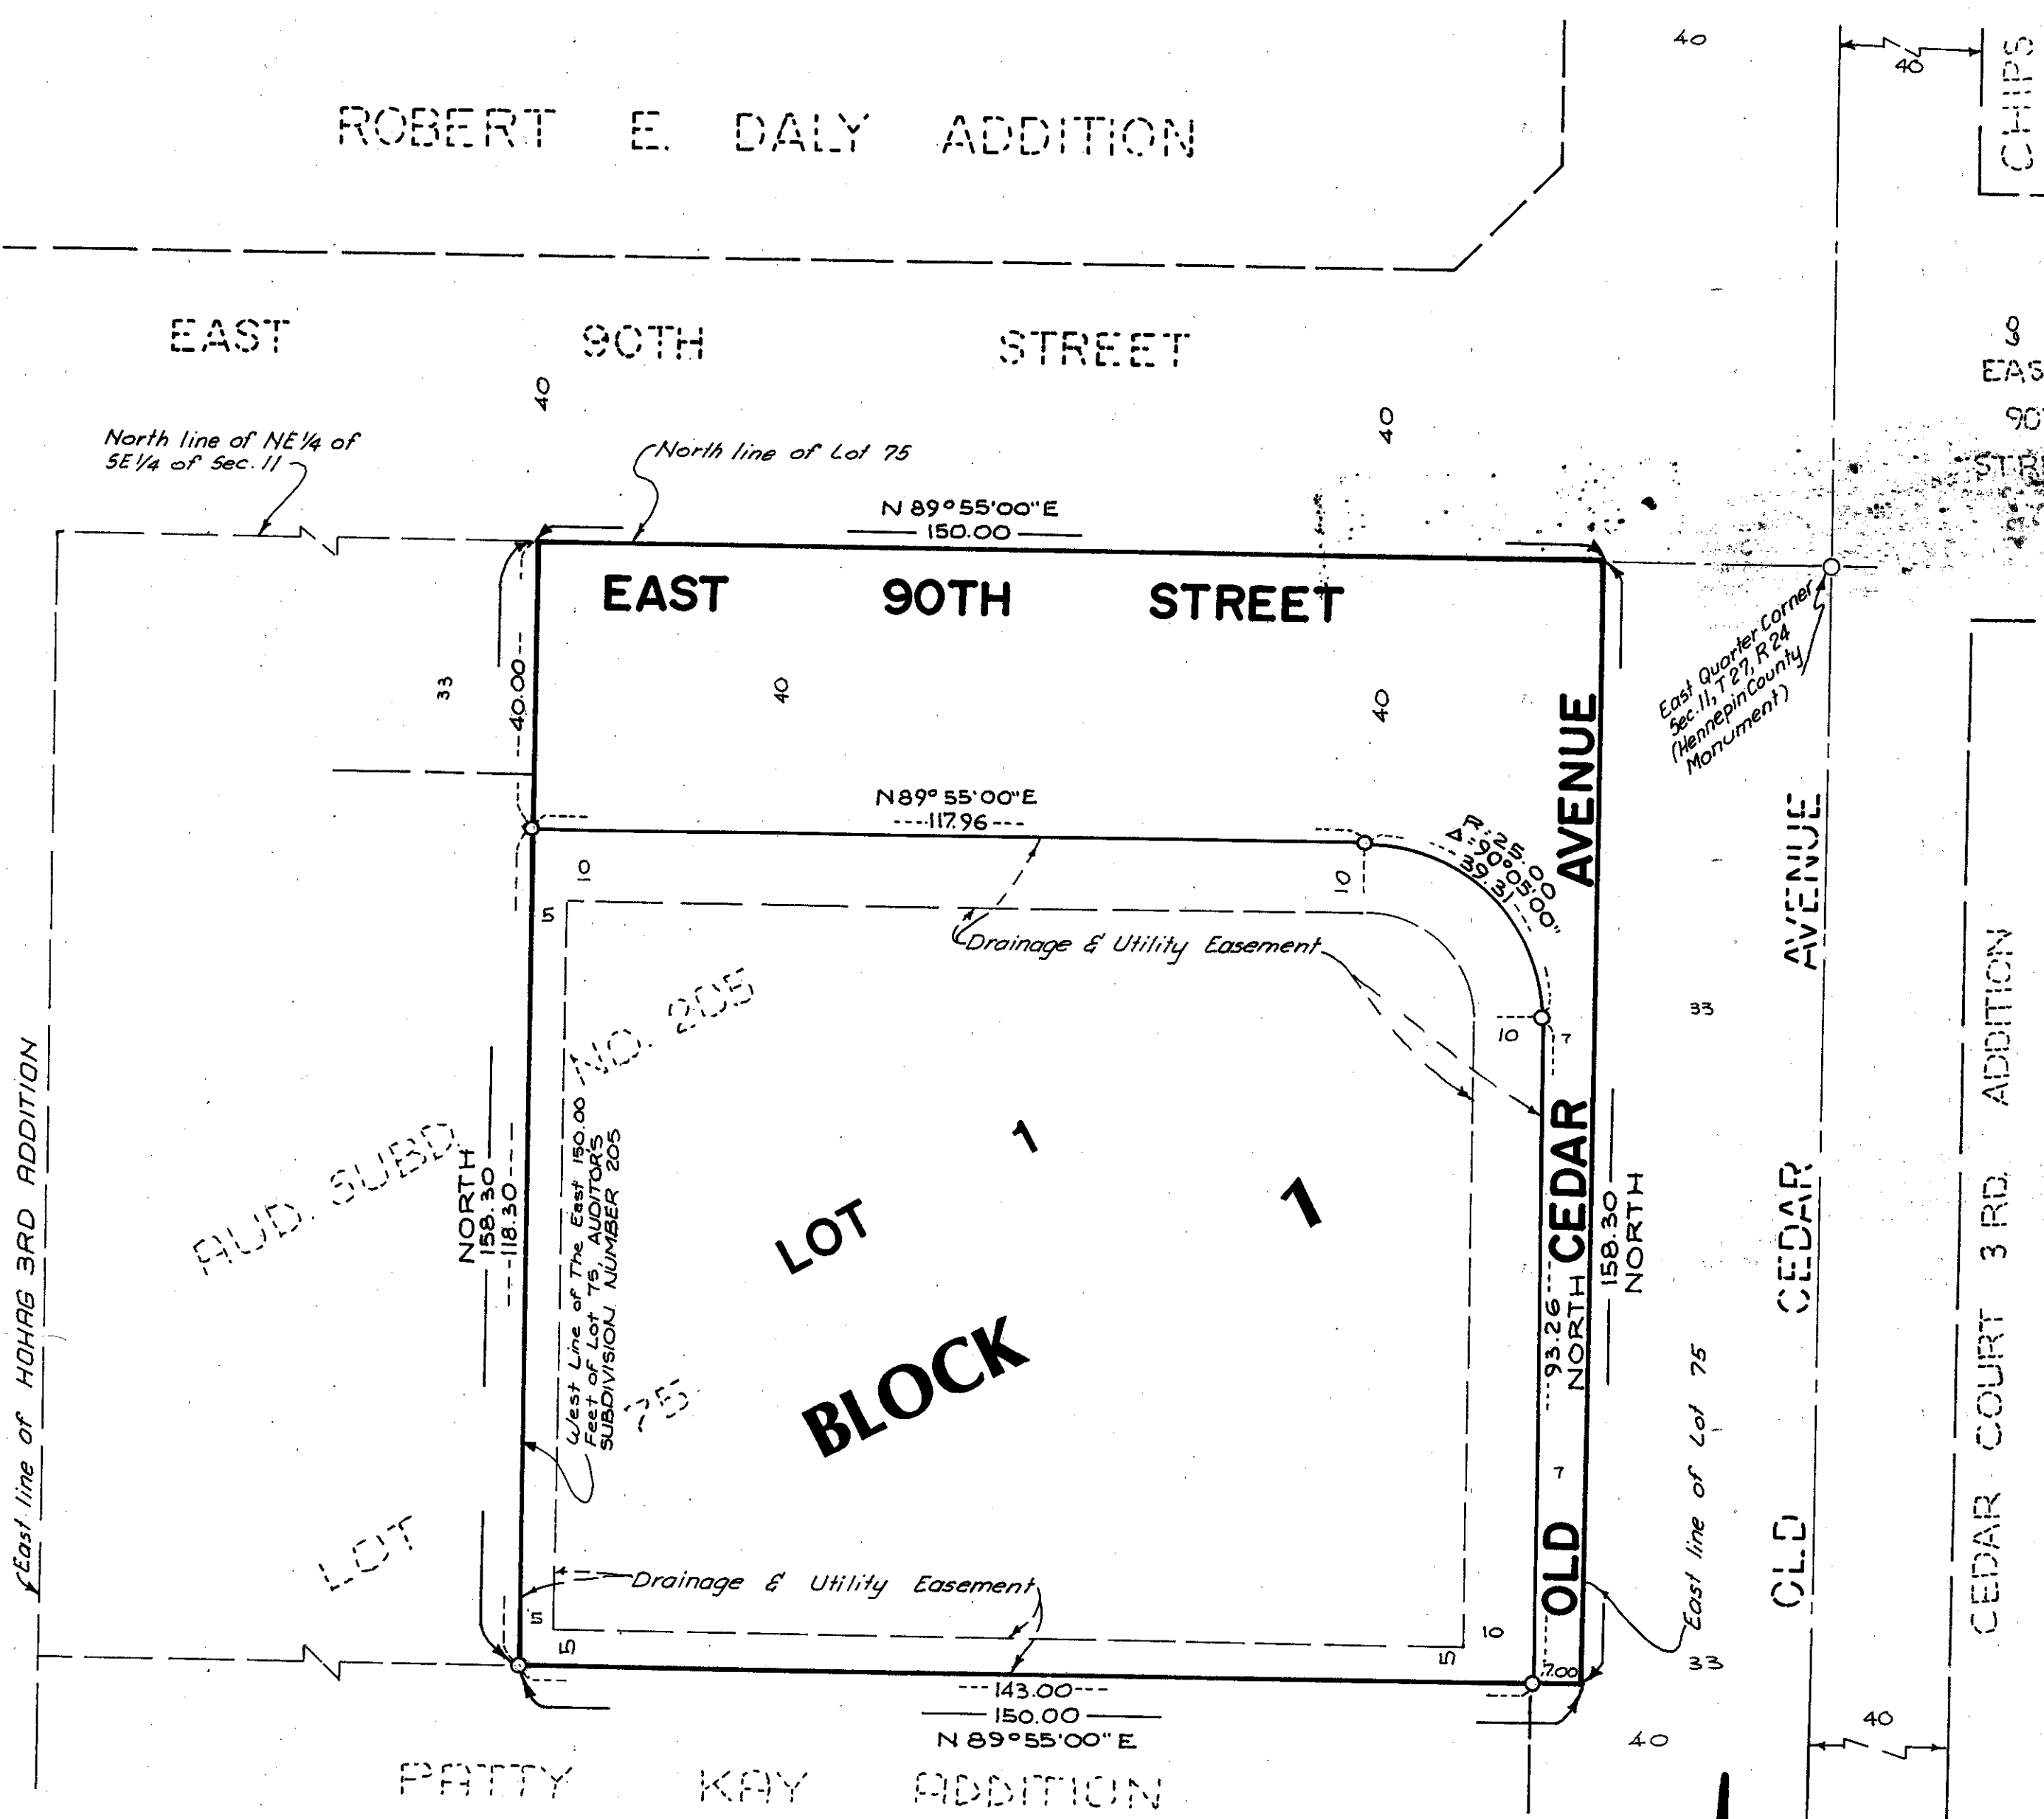 40
40
CHIPS
ROBERT E. DALY ADDITION
EAST 90TH STREET
40
40
North line of NE 1/4 of
SE 1/4 of Sec. 11
North line of Lot 75
N 89°55'00"E
150.00
EAST 90TH STREET
East Quarter Corner
Sec. 11, T 27, R 24
(Hennepin County
Monument)
33
40.00
40
40
N 89°55'00"E
117.96
R=25.00
Δ=90°05'00"
39.31
10
10
5
Drainage & Utility Easement
10
7
33
OLD CEDAR AVENUE
OLD CEDAR AVENUE
CEDAR COURT 3 RD. ADDITION
East line of HOHAG 3RD ADDITION
AUD. SUBD. NO. 205
LOT 75
NORTH
158.30
118.30
West Line of The East 150.00
Feet of Lot 75, AUDITOR'S
SUBDIVISION NUMBER 205
LOT 1
BLOCK 1
93.26
NORTH
158.30
NORTH
7
East line of Lot 75
Drainage & Utility Easement
5
5
5
10
7.00
33
143.00
150.00
N 89°55'00"E
40
40
PATTY KAY ADDITION